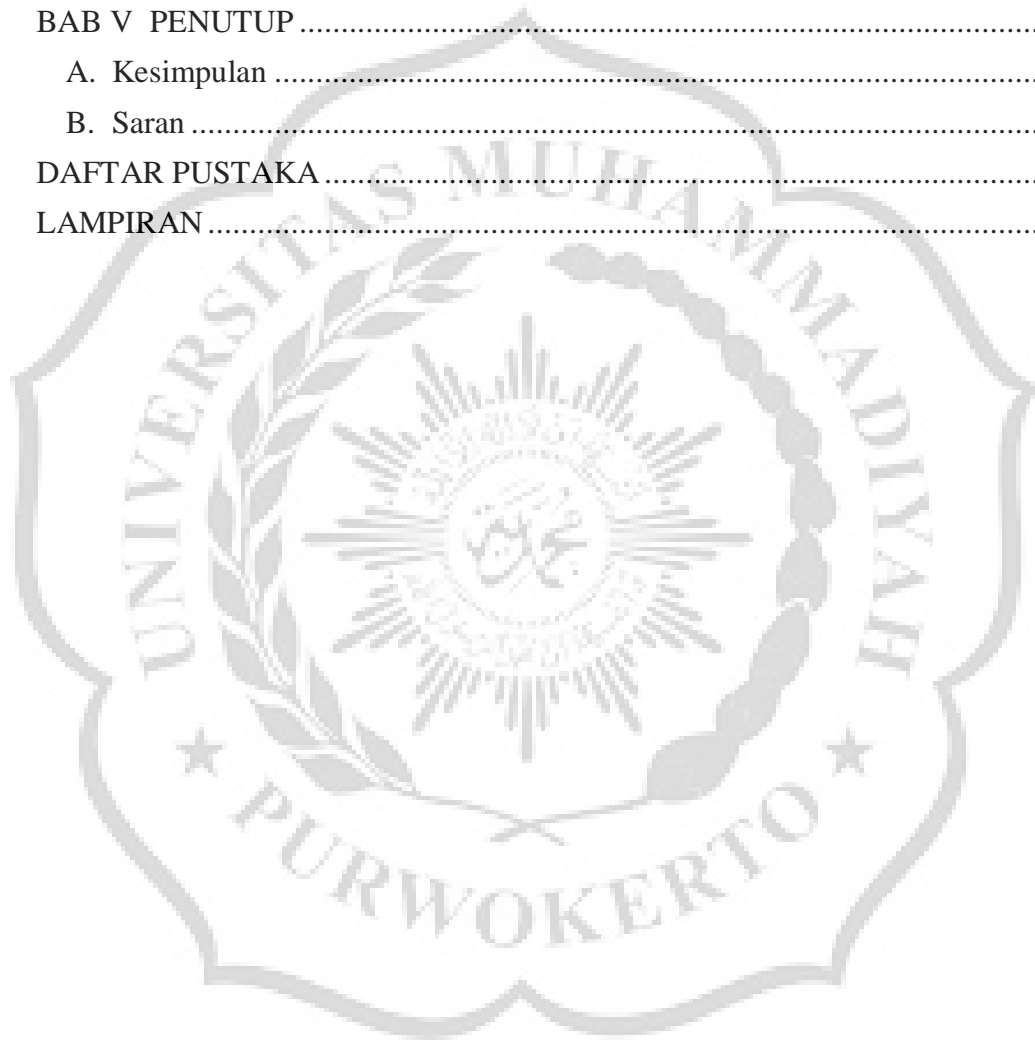 BAB V PENUTUP ..........................................................................................
A. Kesimpulan ..........................................................................................
B. Saran ..........................................................................................
DAFTAR PUSTAKA ..........................................................................................
LAMPIRAN ..........................................................................................
UNIVERSITAS MUHAMMADIYAH
PURWOKERTO